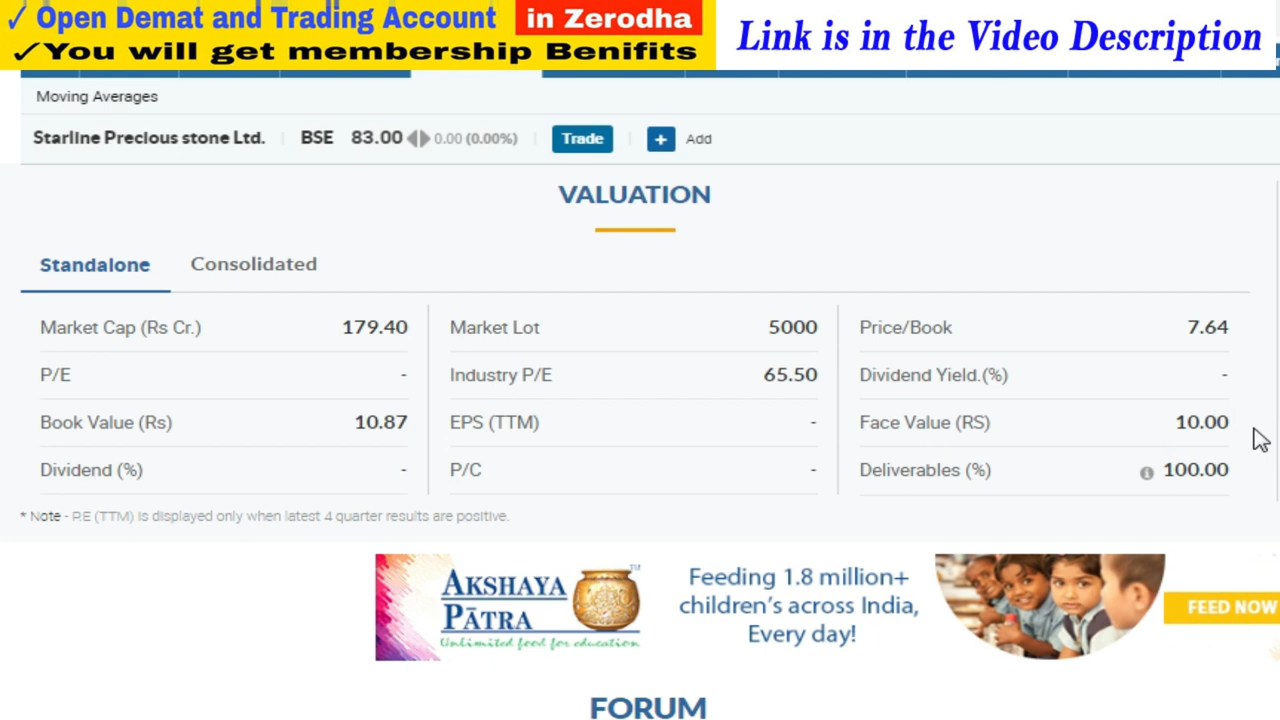 ✓ Open Demat and Trading Account in Zerodha
✓You will get membership Benifits
Link is in the Video Description
Moving Averages
Starline Precious stone Ltd. BSE 83.00 0.00 (0.00%) Trade + Add
VALUATION
Standalone Consolidated
Market Cap (Rs Cr.) 179.40 Market Lot 5000 Price/Book 7.64
P/E - Industry P/E 65.50 Dividend Yield.(%) -
Book Value (Rs) 10.87 EPS (TTM) - Face Value (RS) 10.00
Dividend (%) - P/C - Deliverables (%) i 100.00
* Note - P.E (TTM) is displayed only when latest 4 quarter results are positive.
AKSHAYA
PĀTRA
TM
Unlimited food for education
Feeding 1.8 million+
children's across India,
Every day!
FEED NOW
FORUM